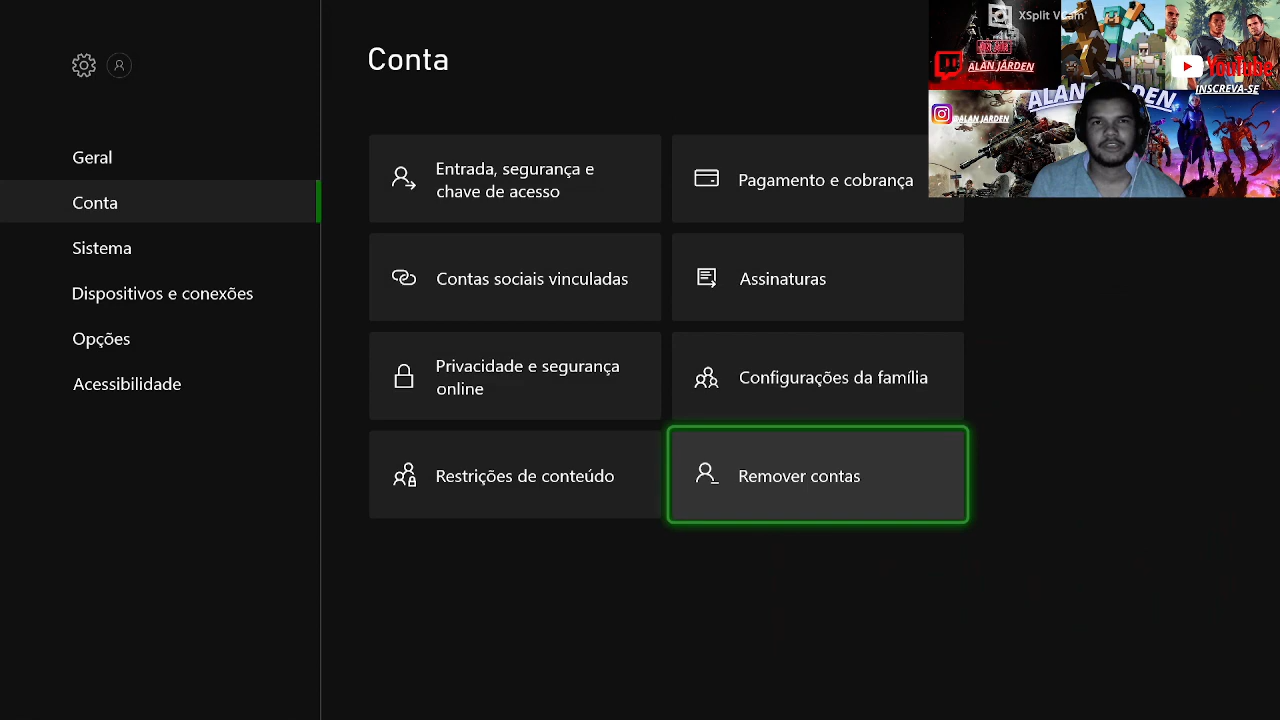 Conta
Geral
Conta
Sistema
Dispositivos e conexões
Opções
Acessibilidade
Entrada, segurança e
chave de acesso
Pagamento e cobrança
Contas sociais vinculadas
Assinaturas
Privacidade e segurança
online
Configurações da família
Restrições de conteúdo
Remover contas
XSplit VCam
ALAN JARDEN
YouTube
INSCREVA-SE
ALAN JARDEN
@ALAN JARDEN